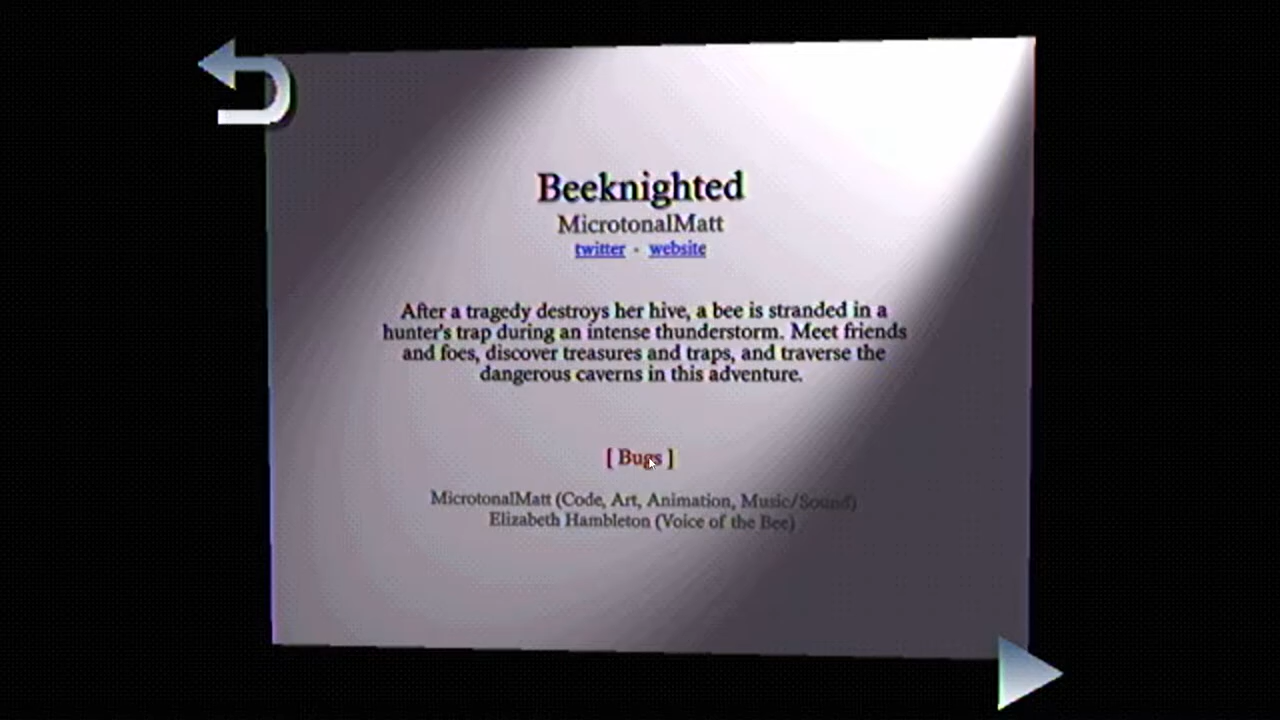 Beeknighted
MicrotonalMatt
twitter - website
After a tragedy destroys her hive, a bee is stranded in a
hunter's trap during an intense thunderstorm. Meet friends
and foes, discover treasures and traps, and traverse the
dangerous caverns in this adventure.
[ Bugs ]
MicrotonalMatt (Code, Art, Animation, Music/Sound)
Elizabeth Hambleton (Voice of the Bee)